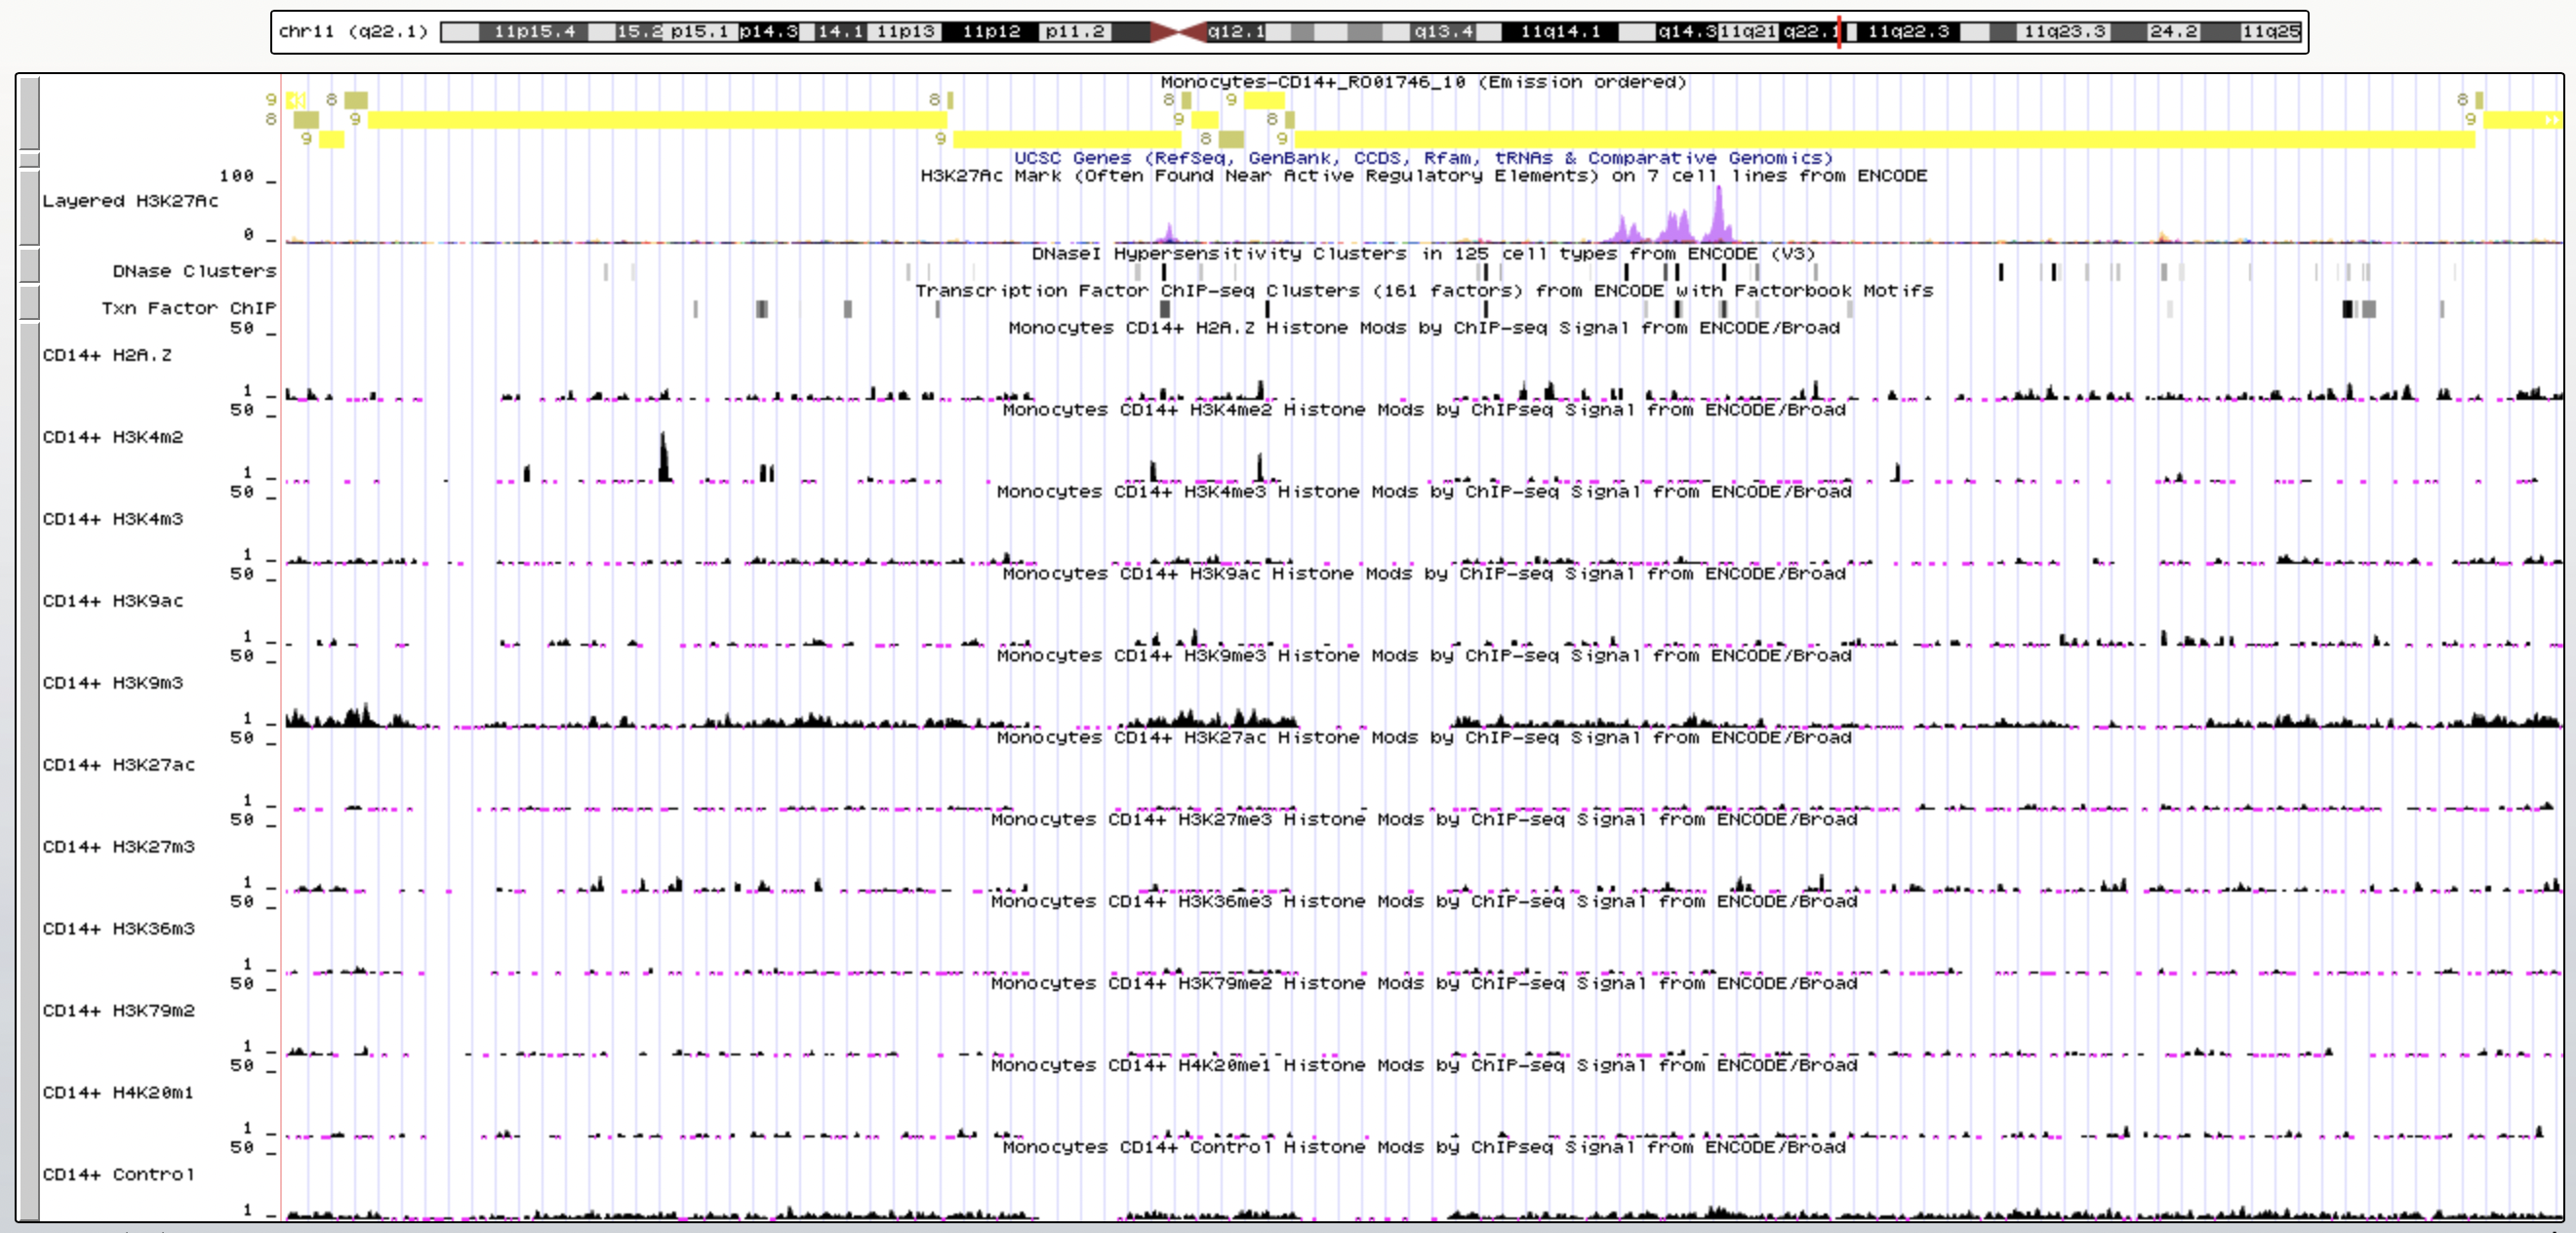 chr11 (q22.1) 11p15.4 15.2 p15.1 p14.3 14.1 11p13 11p12 p11.2 q12.1 q13.4 11q14.1 q14.3 11q21 q22.1 11q22.3 11q23.3 24.2 11q25
Monocytes-CD14+_RO01746_10 (Emission ordered)
9 8 8 8 9 8
8 9 9 8 9
9 9 8 9
UCSC Genes (RefSeq, GenBank, CCDS, Rfam, tRNAs & Comparative Genomics)
H3K27Ac Mark (Often Found Near Active Regulatory Elements) on 7 cell lines from ENCODE
100
Layered H3K27Ac
0
DNaseI Hypersensitivity Clusters in 125 cell types from ENCODE (V3)
DNase Clusters
Transcription Factor ChIP-seq Clusters (161 factors) from ENCODE with Factorbook Motifs
Txn Factor ChIP
50
Monocytes CD14+ H2A.Z Histone Mods by ChIP-seq Signal from ENCODE/Broad
CD14+ H2A.Z
1
50
Monocytes CD14+ H3K4me2 Histone Mods by ChIPseq Signal from ENCODE/Broad
CD14+ H3K4m2
1
50
Monocytes CD14+ H3K4me3 Histone Mods by ChIP-seq Signal from ENCODE/Broad
CD14+ H3K4m3
1
50
Monocytes CD14+ H3K9ac Histone Mods by ChIP-seq Signal from ENCODE/Broad
CD14+ H3K9ac
1
50
Monocytes CD14+ H3K9me3 Histone Mods by ChIP-seq Signal from ENCODE/Broad
CD14+ H3K9m3
1
50
Monocytes CD14+ H3K27ac Histone Mods by ChIP-seq Signal from ENCODE/Broad
CD14+ H3K27ac
1
50
Monocytes CD14+ H3K27me3 Histone Mods by ChIP-seq Signal from ENCODE/Broad
CD14+ H3K27m3
1
50
Monocytes CD14+ H3K36me3 Histone Mods by ChIP-seq Signal from ENCODE/Broad
CD14+ H3K36m3
1
50
Monocytes CD14+ H3K79me2 Histone Mods by ChIP-seq Signal from ENCODE/Broad
CD14+ H3K79m2
1
50
Monocytes CD14+ H4K20me1 Histone Mods by ChIP-seq Signal from ENCODE/Broad
CD14+ H4K20m1
1
50
Monocytes CD14+ Control Histone Mods by ChIPseq Signal from ENCODE/Broad
CD14+ Control
1